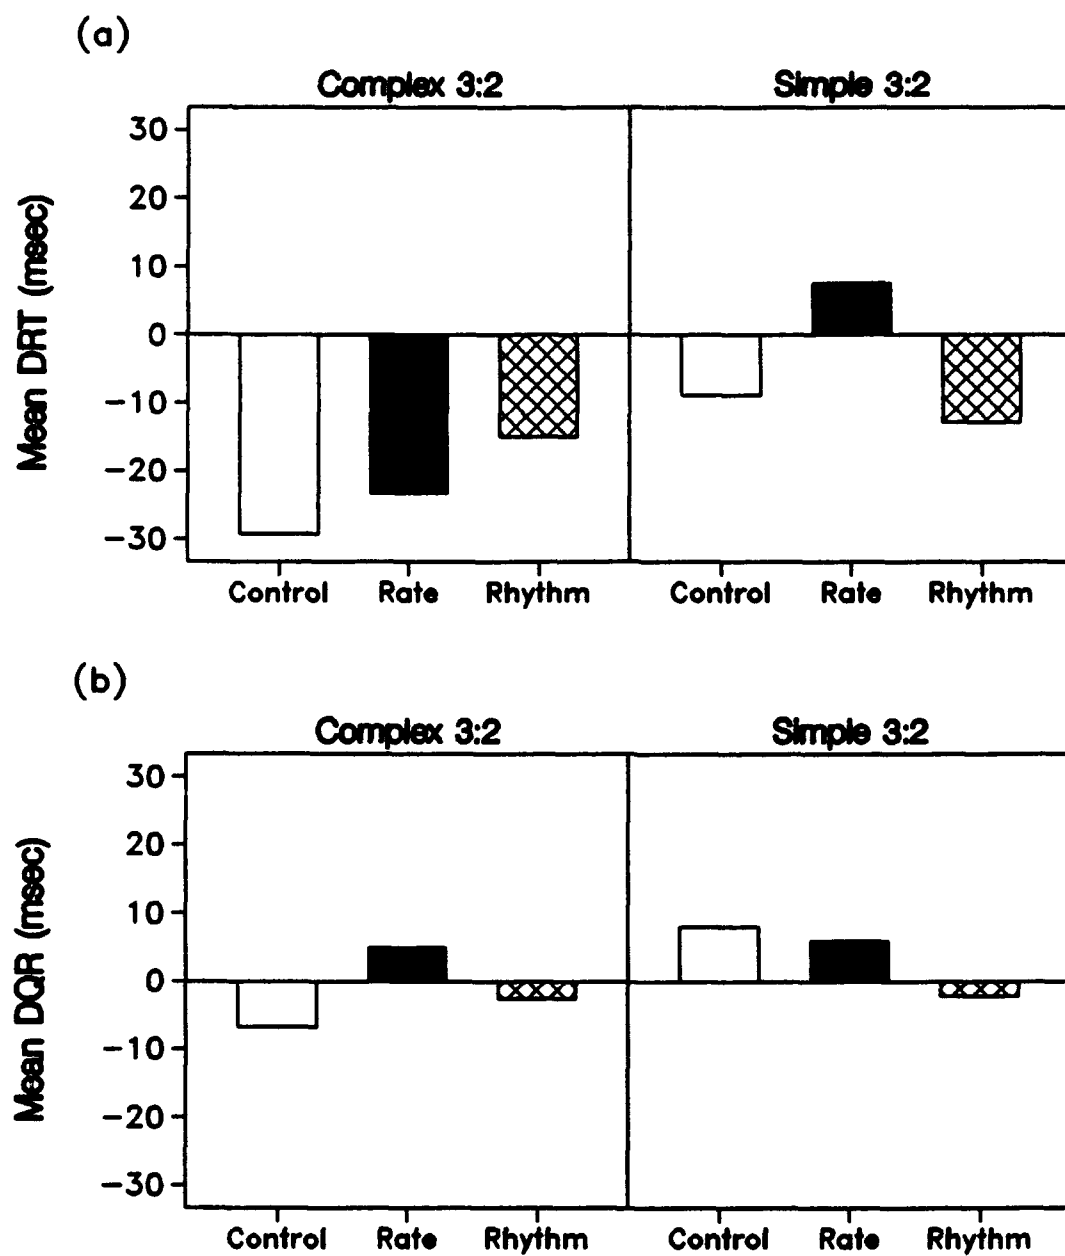 (a)
Complex 3:2 Simple 3:2
30
20
10
0
-10
-20
-30
Mean DRT (msec)
Control Rate Rhythm Control Rate Rhythm
(b)
Complex 3:2 Simple 3:2
30
20
10
0
-10
-20
-30
Mean DQR (msec)
Control Rate Rhythm Control Rate Rhythm